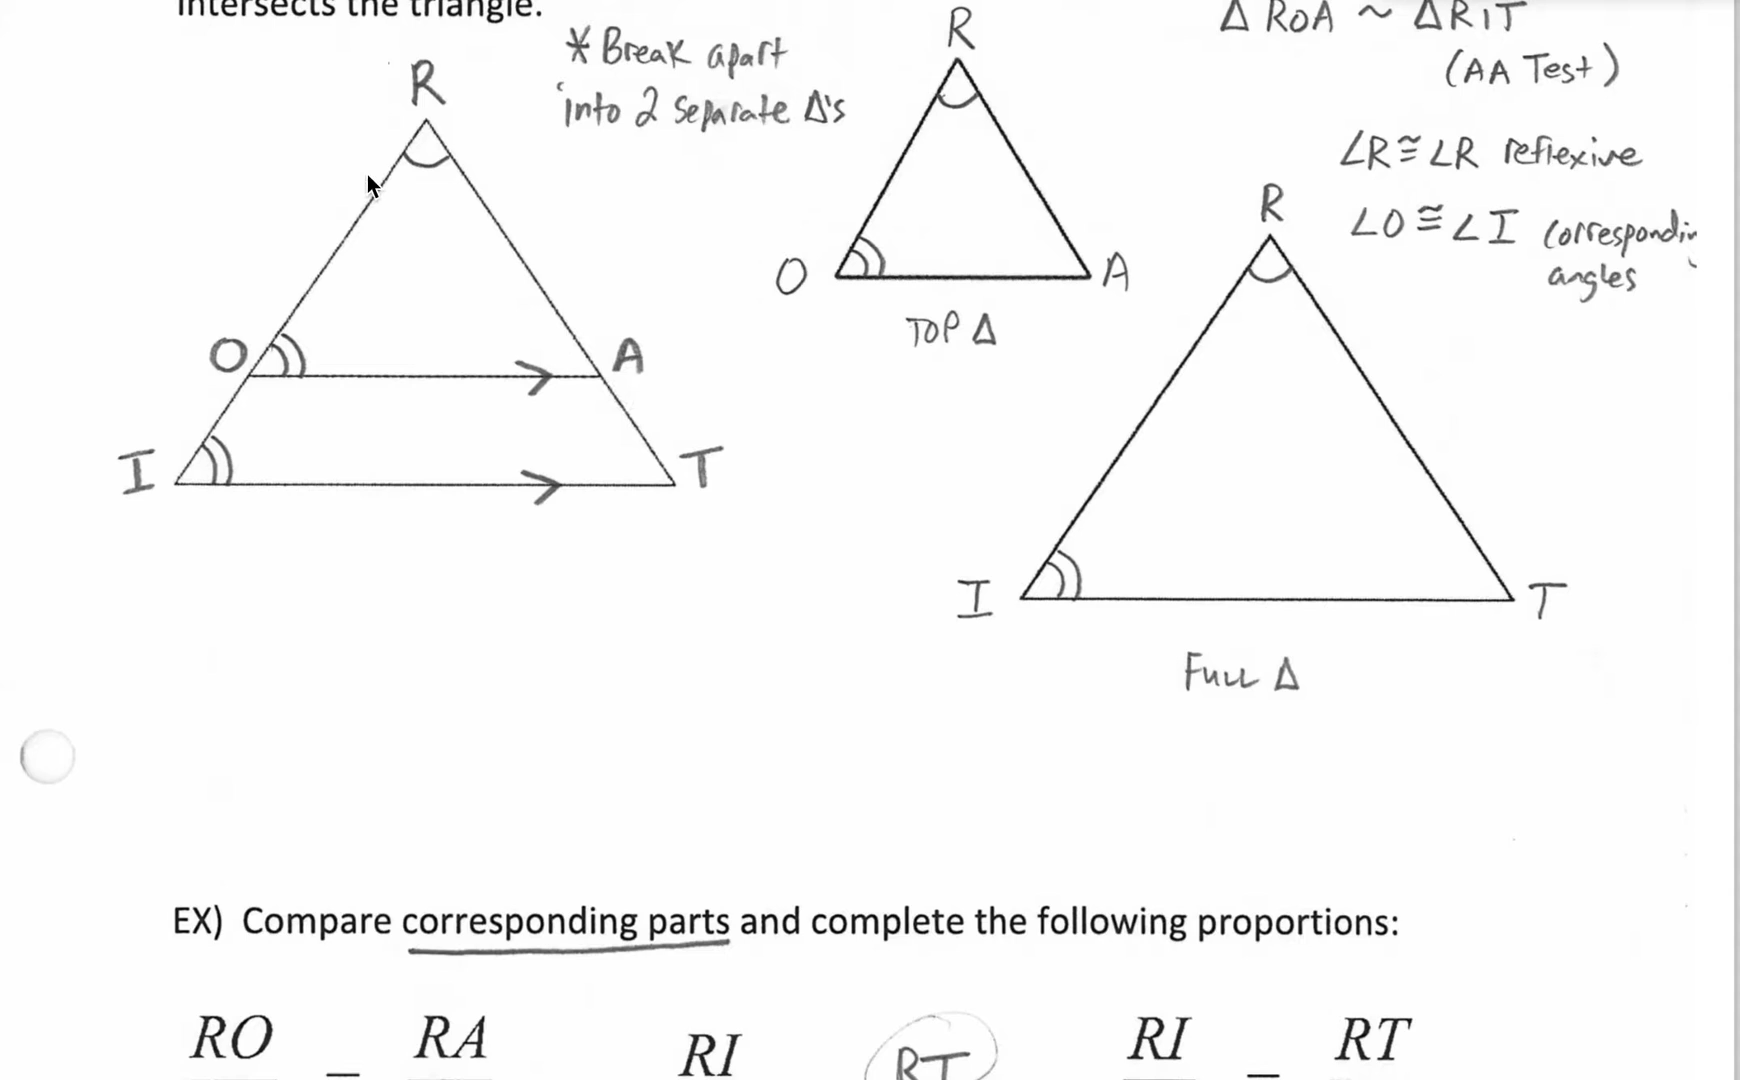 intersects the triangle.
* Break apart
into 2 separate Δ's
R
O
A
I
T
R
O
A
TOP Δ
Δ ROA ~ ΔRIT
(AA Test)
∠R ≅ ∠R reflexive
∠O ≅ ∠I correspondin
angles
R
I
T
FULL Δ
EX) Compare corresponding parts and complete the following proportions:
RO = RA RI RT RI = RT